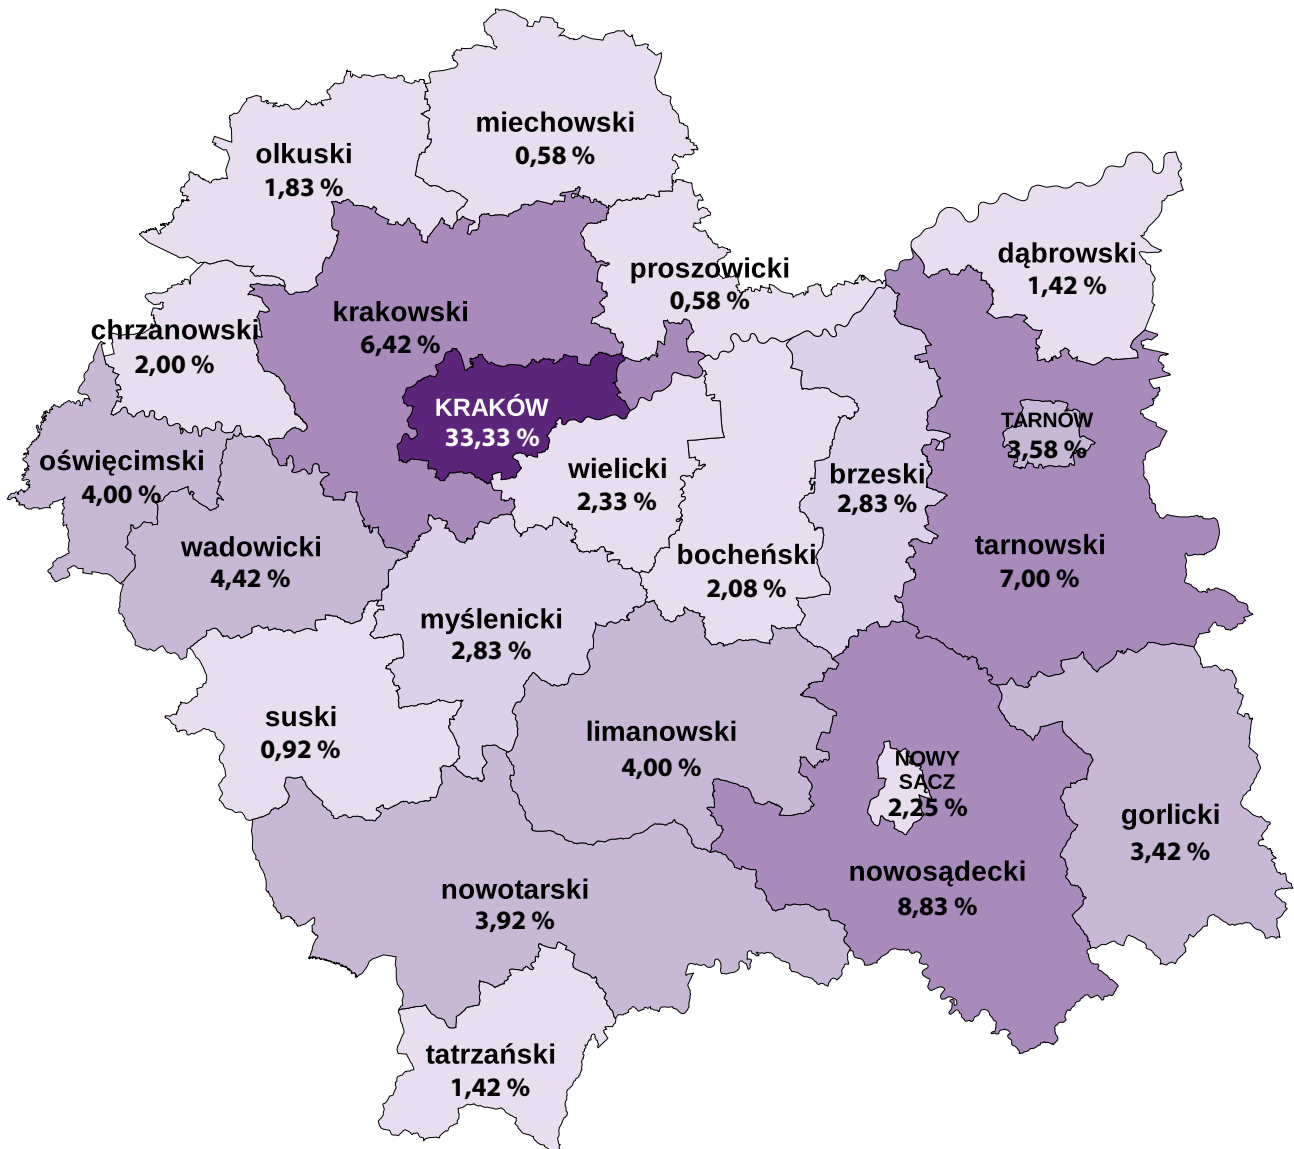 miechowski
0,58 %
olkuski
1,83 %
dąbrowski
1,42 %
proszowicki
0,58 %
krakowski
6,42 %
chrzanowski
2,00 %
KRAKÓW
33,33 %
TARNÓW
3,58 %
oświęcimski
4,00 %
wielicki
2,33 %
brzeski
2,83 %
wadowicki
4,42 %
bocheński
2,08 %
tarnowski
7,00 %
myślenicki
2,83 %
suski
0,92 %
limanowski
4,00 %
NOWY
SĄCZ
2,25 %
gorlicki
3,42 %
nowosądecki
8,83 %
nowotarski
3,92 %
tatrzański
1,42 %